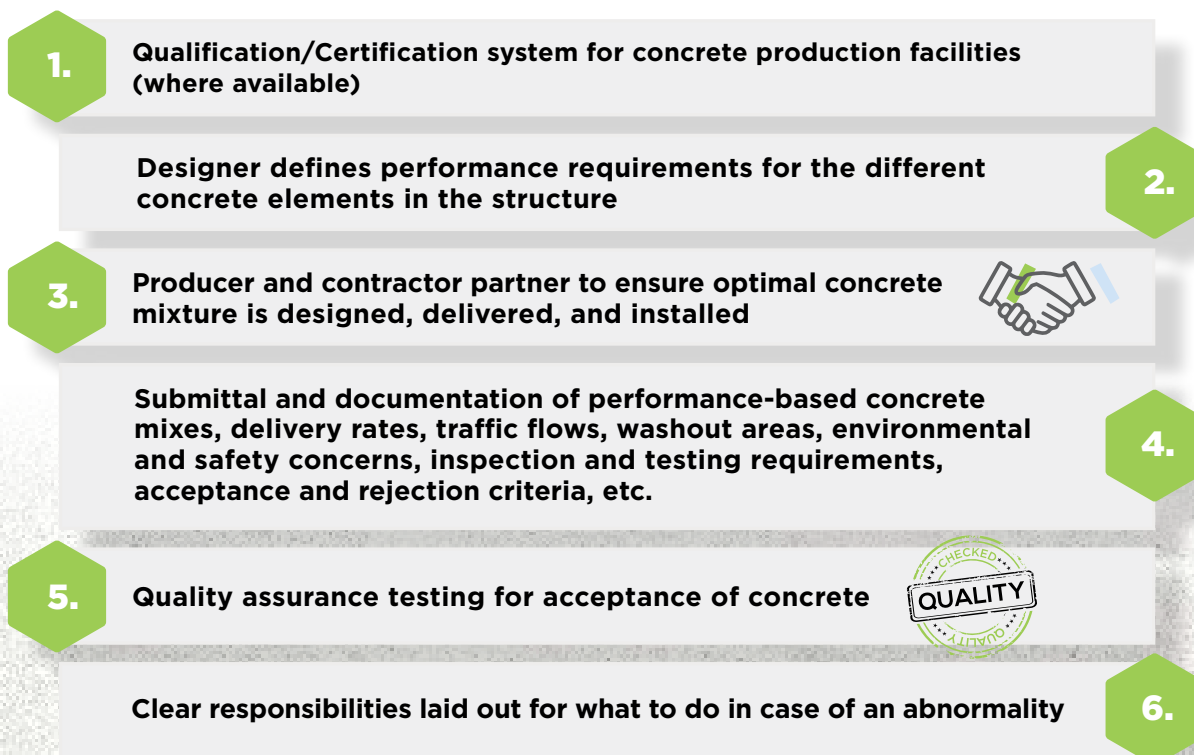 1.
Qualification/Certification system for concrete production facilities
(where available)
Designer defines performance requirements for the different
concrete elements in the structure
2.
3.
Producer and contractor partner to ensure optimal concrete
mixture is designed, delivered, and installed
Submittal and documentation of performance-based concrete
mixes, delivery rates, traffic flows, washout areas, environmental
and safety concerns, inspection and testing requirements,
acceptance and rejection criteria, etc.
4.
5.
Quality assurance testing for acceptance of concrete
CHECKED
QUALITY
QUALITY
Clear responsibilities laid out for what to do in case of an abnormality
6.